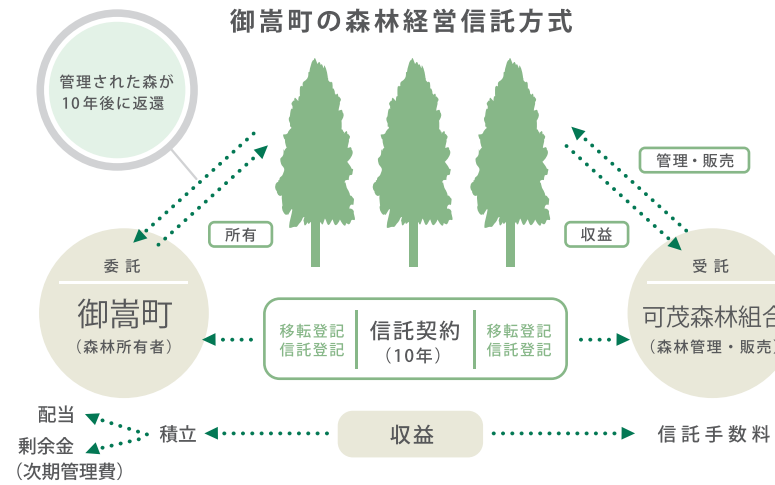 御嵩町の森林経営信託方式
管理された森が
10年後に返還
管理・販売
所有
収益
委託
御嵩町
（森林所有者）
移転登記
信託登記
信託契約
（10年）
移転登記
信託登記
受託
可茂森林組合
（森林管理・販売）
配当
剰余金
（次期管理費）
積立
収益
信託手数料